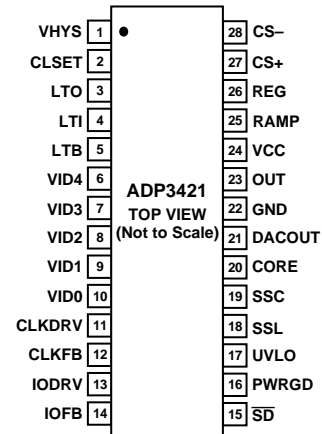 VHYS 1 28 CS–
CLSET 2 27 CS+
LTO 3 26 REG
LTI 4 25 RAMP
LTB 5 24 VCC
VID4 6 23 OUT
VID3 7 22 GND
VID2 8 21 DACOUT
VID1 9 20 CORE
VID0 10 19 SSC
CLKDRV 11 18 SSL
CLKFB 12 17 UVLO
IODRV 13 16 PWRGD
IOFB 14 15 SD
ADP3421
TOP VIEW
(Not to Scale)